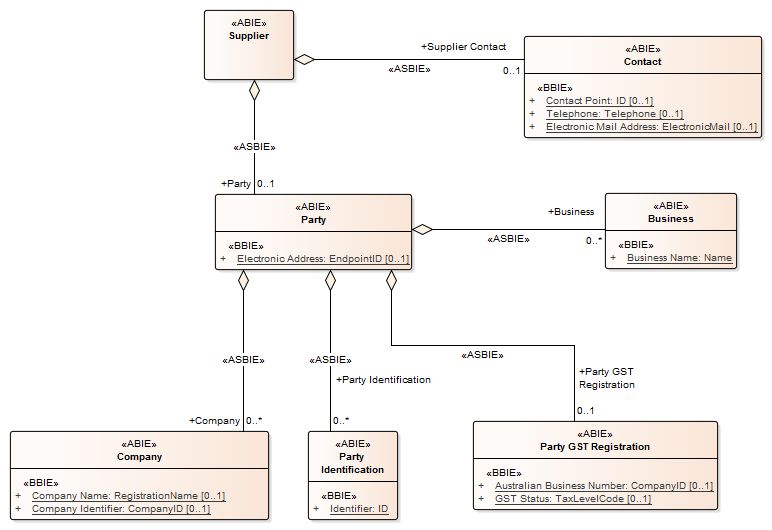 «ABIE»
Supplier
+Supplier Contact
«ASBIE»
0..1
«ABIE»
Contact
«BBIE»
+ Contact Point: ID [0..1]
+ Telephone: Telephone [0..1]
+ Electronic Mail Address: ElectronicMail [0..1]
«ASBIE»
+Party 0..1
«ABIE»
Party
«BBIE»
+ Electronic Address: EndpointID [0..1]
+Business
«ASBIE»
0..*
«ABIE»
Business
«BBIE»
+ Business Name: Name
«ASBIE»
+Company 0..*
«ASBIE»
+Party Identification
0..*
«ASBIE»
+Party GST
Registration
0..1
«ABIE»
Company
«BBIE»
+ Company Name: RegistrationName [0..1]
+ Company Identifier: CompanyID [0..1]
«ABIE»
Party
Identification
«BBIE»
+ Identifier: ID
«ABIE»
Party GST Registration
«BBIE»
+ Australian Business Number: CompanyID [0..1]
+ GST Status: TaxLevelCode [0..1]